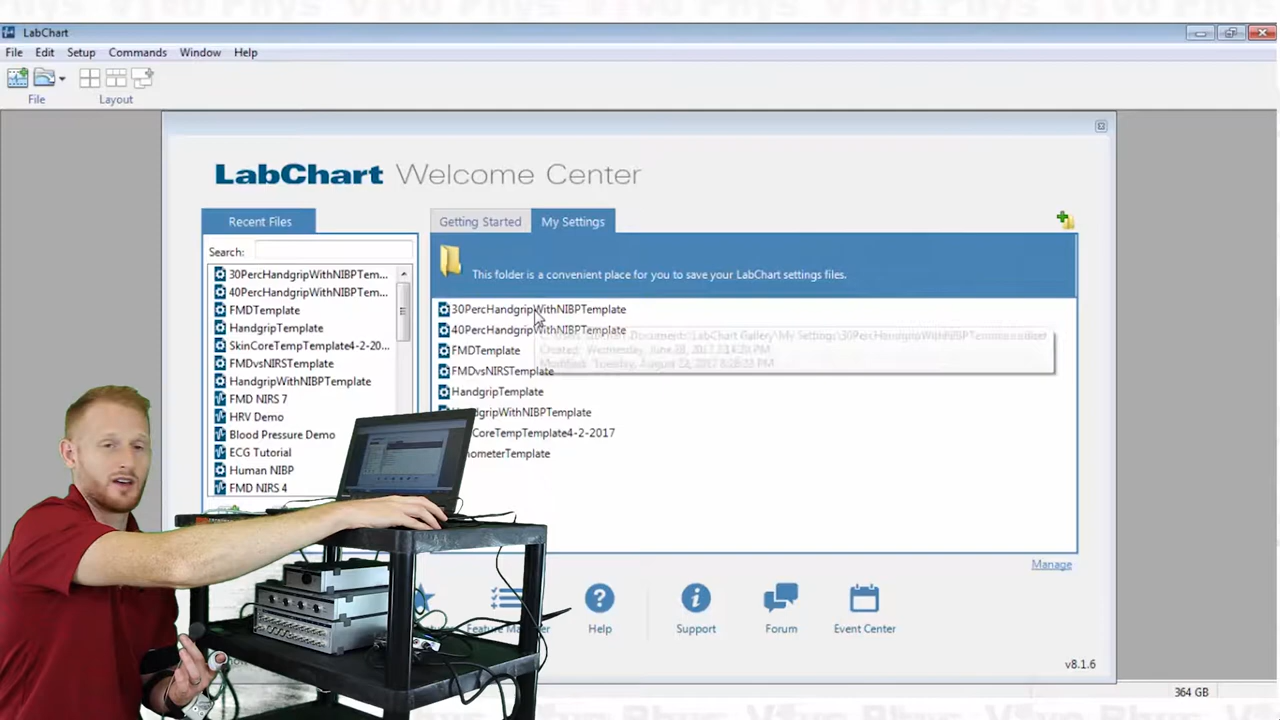 LabChart
File Edit Setup Commands Window Help
File Layout
LabChart Welcome Center
Recent Files
Getting Started My Settings
Search:
This folder is a convenient place for you to save your LabChart settings files.
30PercHandgripWithNIBPTem...
40PercHandgripWithNIBPTem...
FMDTemplate
HandgripTemplate
SkinCoreTempTemplate4-2-20...
FMDvsNIRSTemplate
HandgripWithNIBPTemplate
FMD NIRS 7
HRV Demo
Blood Pressure Demo
ECG Tutorial
Human NIBP
FMD NIRS 4
30PercHandgripWithNIBPTemplate
40PercHandgripWithNIBPTemplate
FMDTemplate
FMDvsNIRSTemplate
HandgripTemplate
HandgripWithNIBPTemplate
CoreTempTemplate4-2-2017
nometerTemplate
Manage
Help Support Forum Event Center
v8.1.6
364 GB